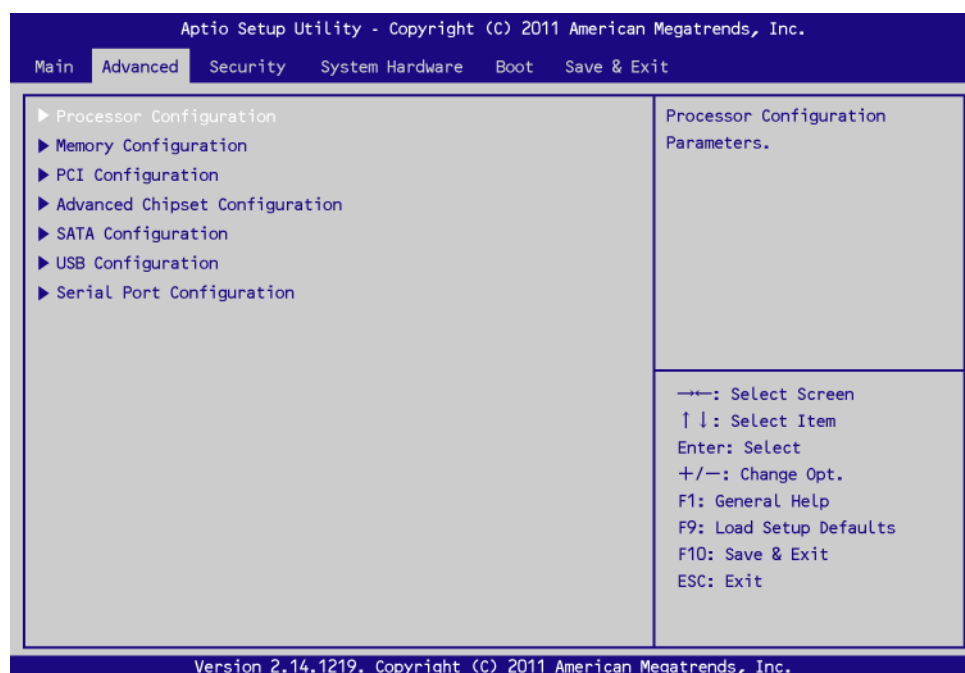 Aptio Setup Utility - Copyright (C) 2011 American Megatrends, Inc.
Main Advanced Security System Hardware Boot Save & Exit
▶ Processor Configuration
▶ Memory Configuration
▶ PCI Configuration
▶ Advanced Chipset Configuration
▶ SATA Configuration
▶ USB Configuration
▶ Serial Port Configuration
Processor Configuration
Parameters.
→←: Select Screen
↑↓: Select Item
Enter: Select
+/-: Change Opt.
F1: General Help
F9: Load Setup Defaults
F10: Save & Exit
ESC: Exit
Version 2.14.1219. Copyright (C) 2011 American Megatrends, Inc.